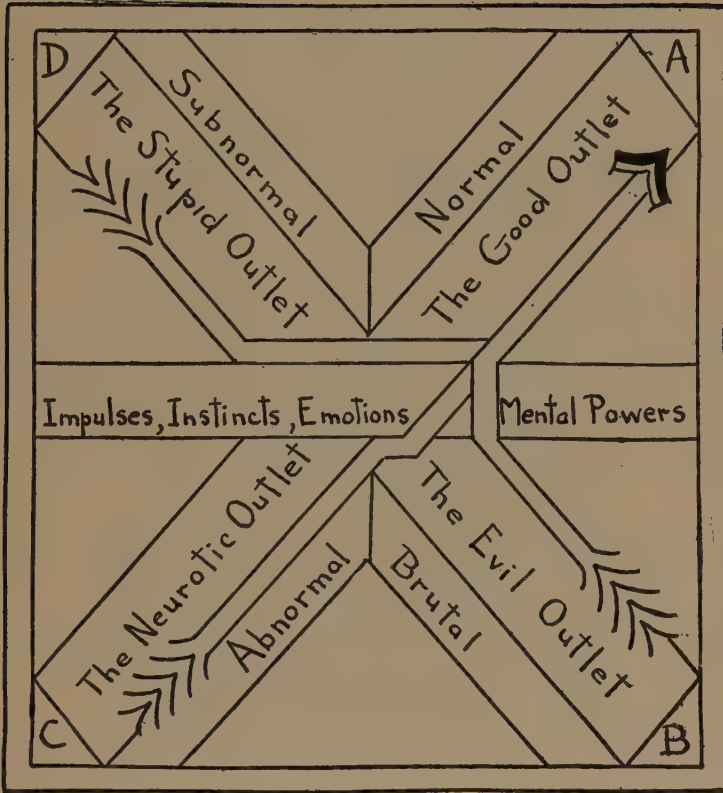 D
A
Subnormal
The Stupid Outlet
Normal
The Good Outlet
Impulses, Instincts, Emotions
Mental Powers
The Neurotic Outlet
Abnormal
The Evil Outlet
Brutal
C
B